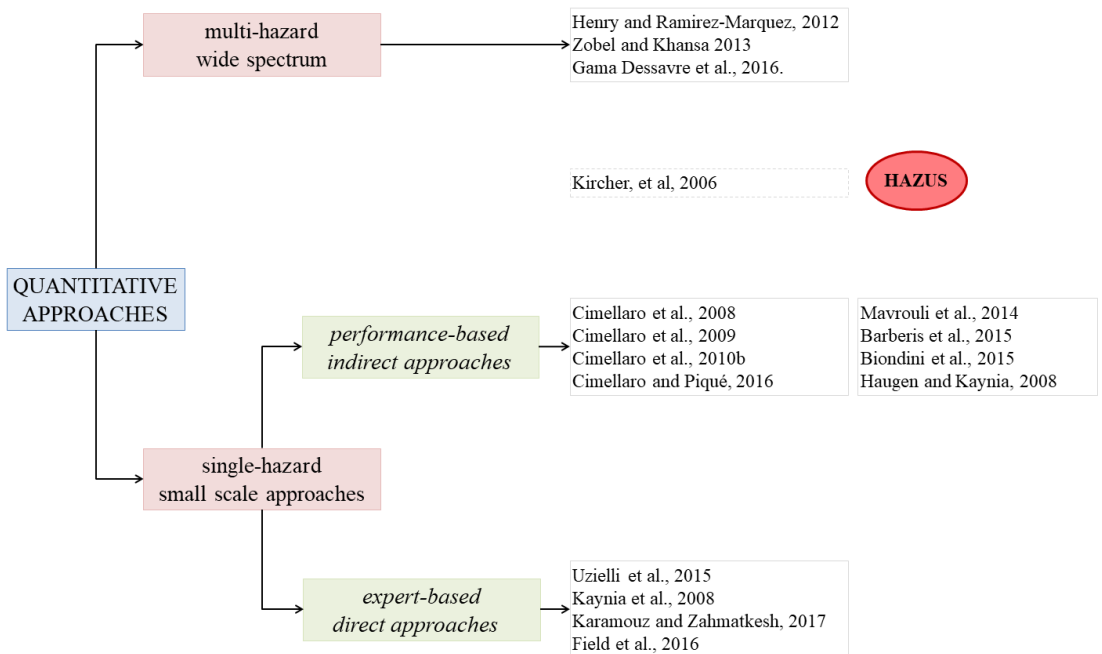 multi-hazard
wide spectrum
Henry and Ramirez-Marquez, 2012
Zobel and Khansa 2013
Gama Dessavre et al., 2016.
Kircher, et al, 2006
HAZUS
QUANTITATIVE
APPROACHES
performance-based
indirect approaches
Cimellaro et al., 2008
Cimellaro et al., 2009
Cimellaro et al., 2010b
Cimellaro and Piqué, 2016
Mavrouli et al., 2014
Barberis et al., 2015
Biondini et al., 2015
Haugen and Kaynia, 2008
single-hazard
small scale approaches
expert-based
direct approaches
Uzielli et al., 2015
Kaynia et al., 2008
Karamouz and Zahmatkesh, 2017
Field et al., 2016